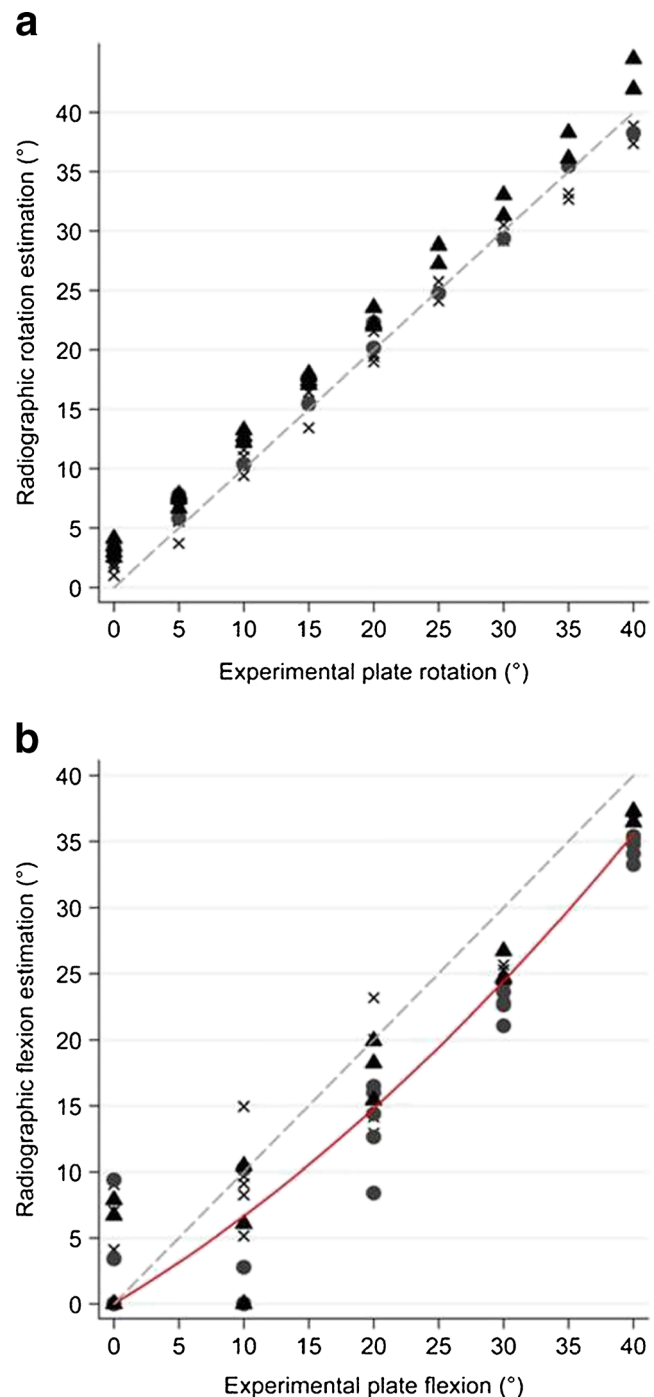 a
40
35
30
25
20
15
10
5
0
Radiographic rotation estimation (°)
0 5 10 15 20 25 30 35 40
Experimental plate rotation (°)
b
40
35
30
25
20
15
10
5
0
Radiographic flexion estimation (°)
0 5 10 15 20 25 30 35 40
Experimental plate flexion (°)